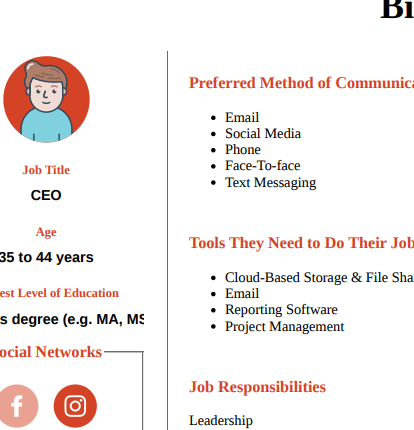 Bi
Job Title
CEO
Age
35 to 44 years
est Level of Education
s degree (e.g. MA, MS
ocial Networks
Preferred Method of Communica
Email
Social Media
Phone
Face-To-face
Text Messaging
Tools They Need to Do Their Job
Cloud-Based Storage & File Sha
Email
Reporting Software
Project Management
Job Responsibilities
Leadership